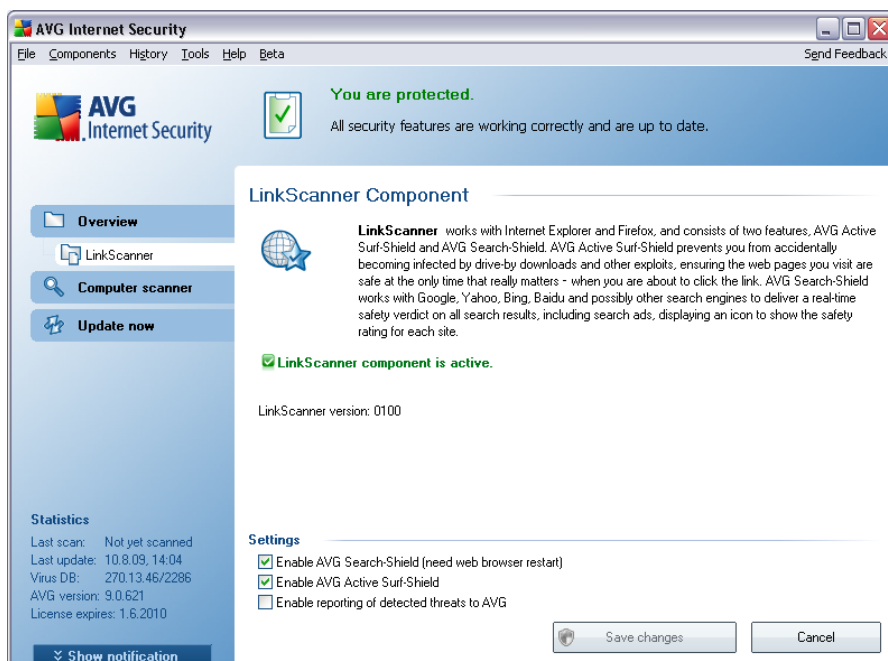 AVG Internet Security
File Components History Tools Help Beta
Send Feedback
AVG
Internet Security
You are protected.
All security features are working correctly and are up to date.
Overview
LinkScanner
Computer scanner
Update now
LinkScanner Component
LinkScanner works with Internet Explorer and Firefox, and consists of two features, AVG Active
Surf-Shield and AVG Search-Shield. AVG Active Surf-Shield prevents you from accidentally
becoming infected by drive-by downloads and other exploits, ensuring the web pages you visit are
safe at the only time that really matters - when you are about to click the link. AVG Search-Shield
works with Google, Yahoo, Bing, Baidu and possibly other search engines to deliver a real-time
safety verdict on all search results, including search ads, displaying an icon to show the safety
rating for each site.
LinkScanner component is active.
LinkScanner version: 0100
Statistics
Last scan: Not yet scanned
Last update: 10.8.09, 14:04
Virus DB: 270.13.46/2286
AVG version: 9.0.621
License expires: 1.6.2010
Show notification
Settings
Enable AVG Search-Shield (need web browser restart)
Enable AVG Active Surf-Shield
Enable reporting of detected threats to AVG
Save changes
Cancel